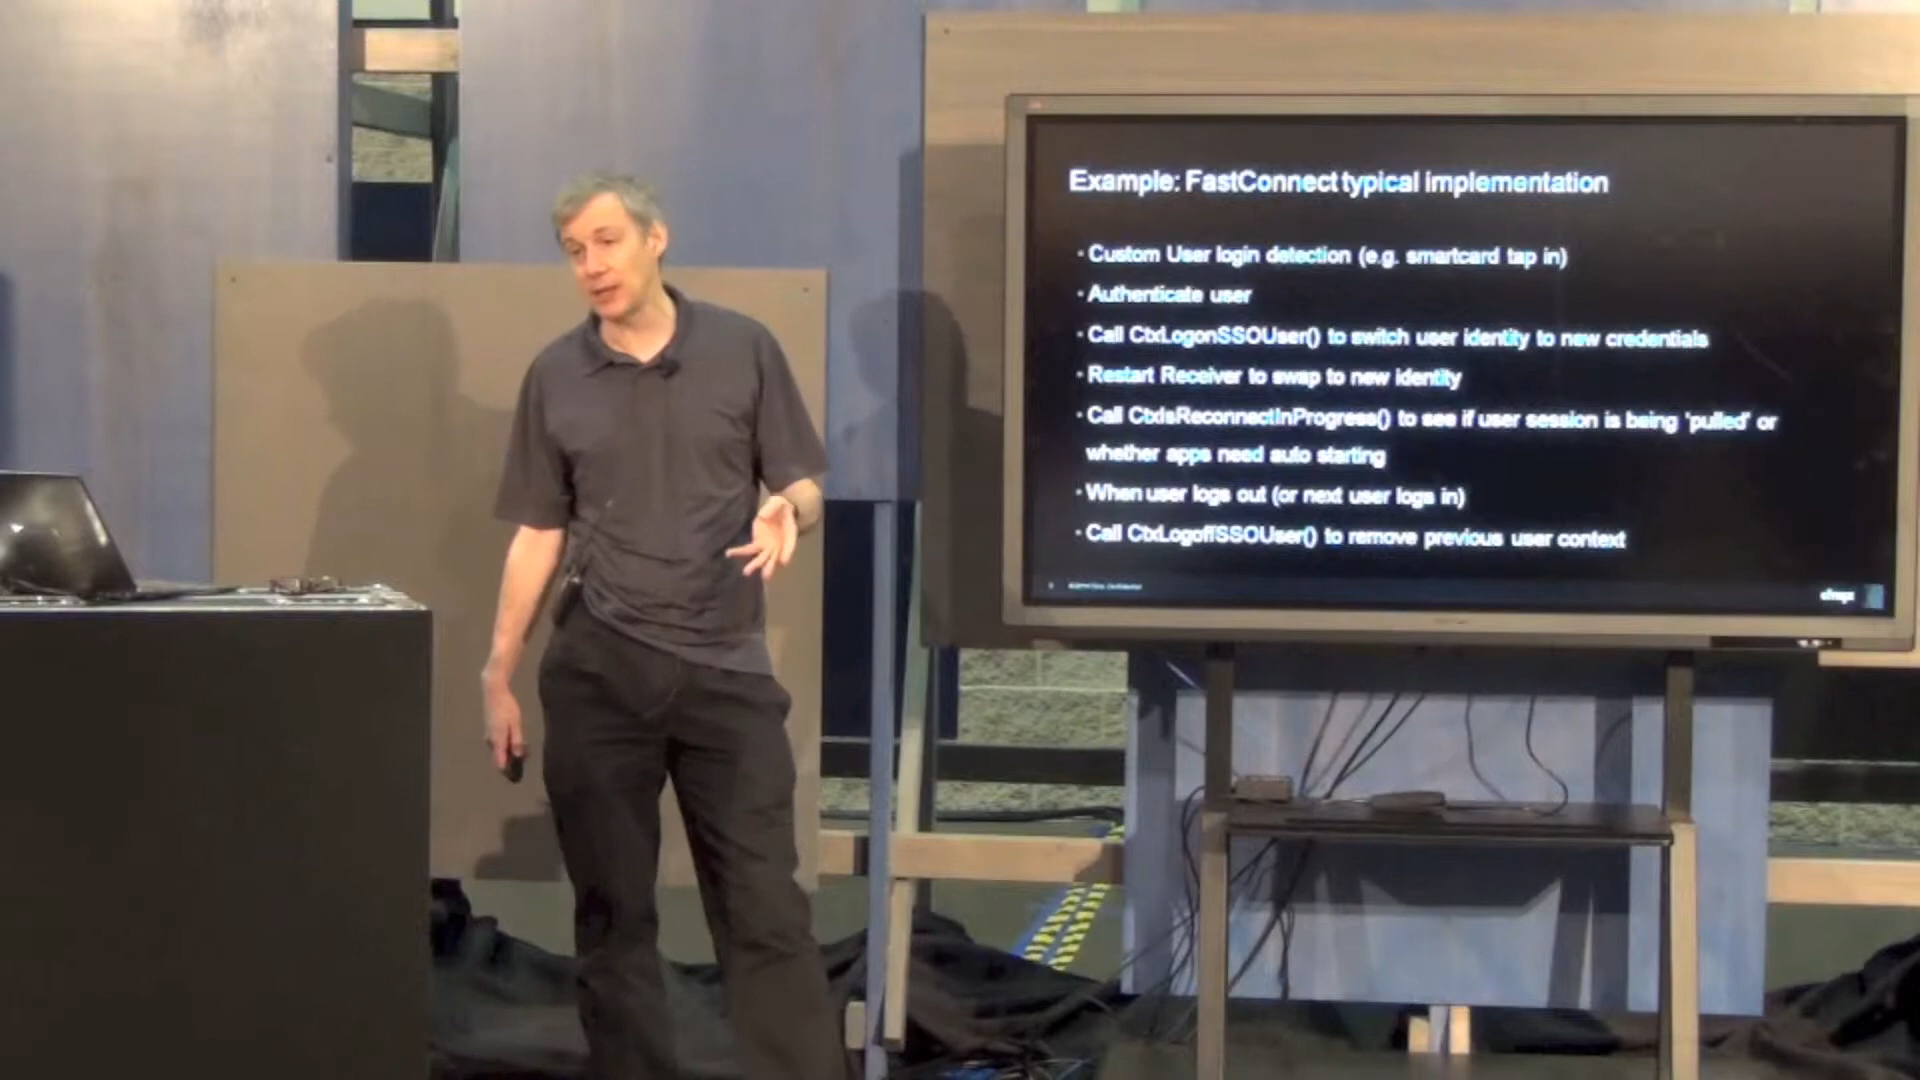 Example: FastConnect typical implementation
· Custom User login detection (e.g. smartcard tap in)
· Authenticate user
· Call CtxLogonSSOUser() to switch user identity to new credentials
· Restart Receiver to swap to new identity
· Call CtxIsReconnectInProgress() to see if user session is being 'pulled' or
whether apps need auto starting
· When user logs out (or next user logs in)
· Call CtxLogoffSSOUser() to remove previous user context
citrix